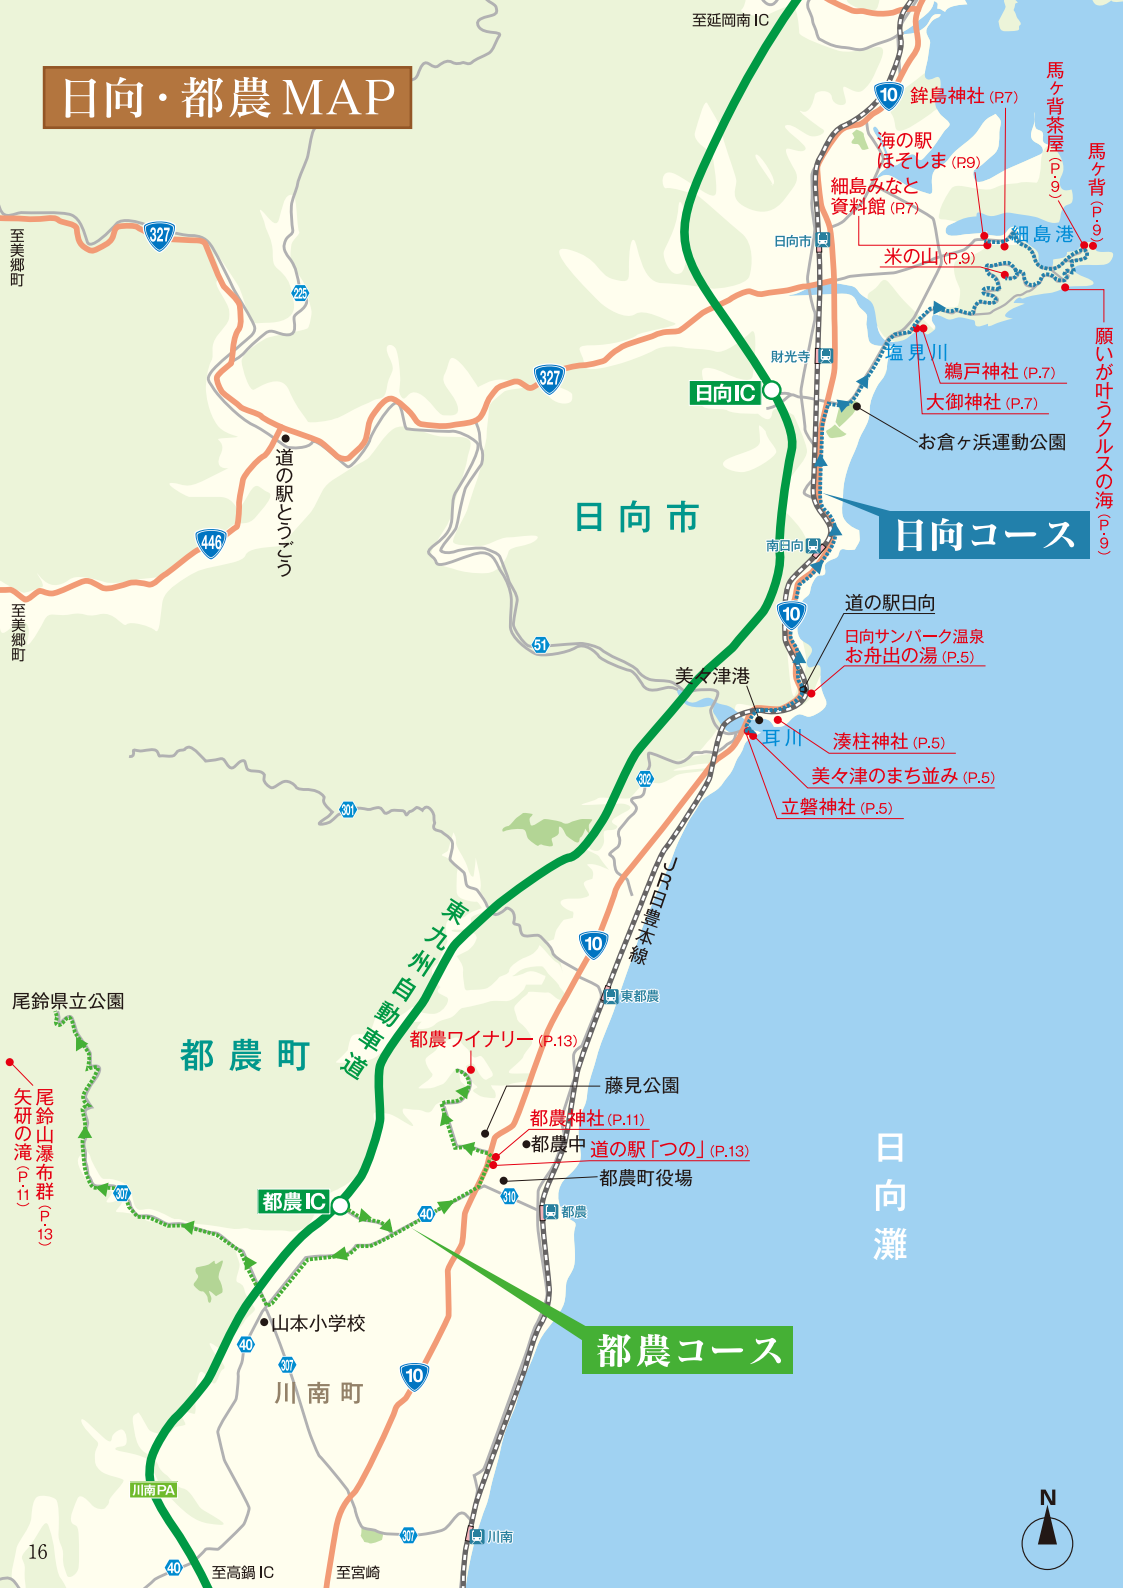 至延岡南IC
日向・都農MAP
10
鉾島神社(P.7)
馬ヶ背茶屋(P.9)
馬ヶ背(P.9)
海の駅
ほそしま(P.9)
細島みなと
資料館(P.7)
327
至美郷町
日向市
細島港
米の山(P.9)
225
願いが叶うクルスの海(P.9)
財光寺
塩見川
鵜戸神社(P.7)
327
日向IC
大御神社(P.7)
お倉ヶ浜運動公園
道の駅とうごう
日向市
日向コース
446
南日向
至美郷町
10
道の駅日向
51
日向サンパーク温泉
お舟出の湯(P.5)
美々津港
耳川
湊柱神社(P.5)
302
美々津のまち並み(P.5)
301
立磐神社(P.5)
JR日豊本線
東九州自動車道
10
尾鈴県立公園
東都農
都農町
都農ワイナリー(P.13)
矢研の滝(P.11)
尾鈴山瀑布群(P.13)
藤見公園
都農神社(P.11)
都農中
道の駅「つの」(P.13)
日向灘
都農町役場
307
都農IC
40
310
都農
山本小学校
都農コース
40
307
10
川南町
川南PA
307
川南
N
16
40
至高鍋IC
至宮崎